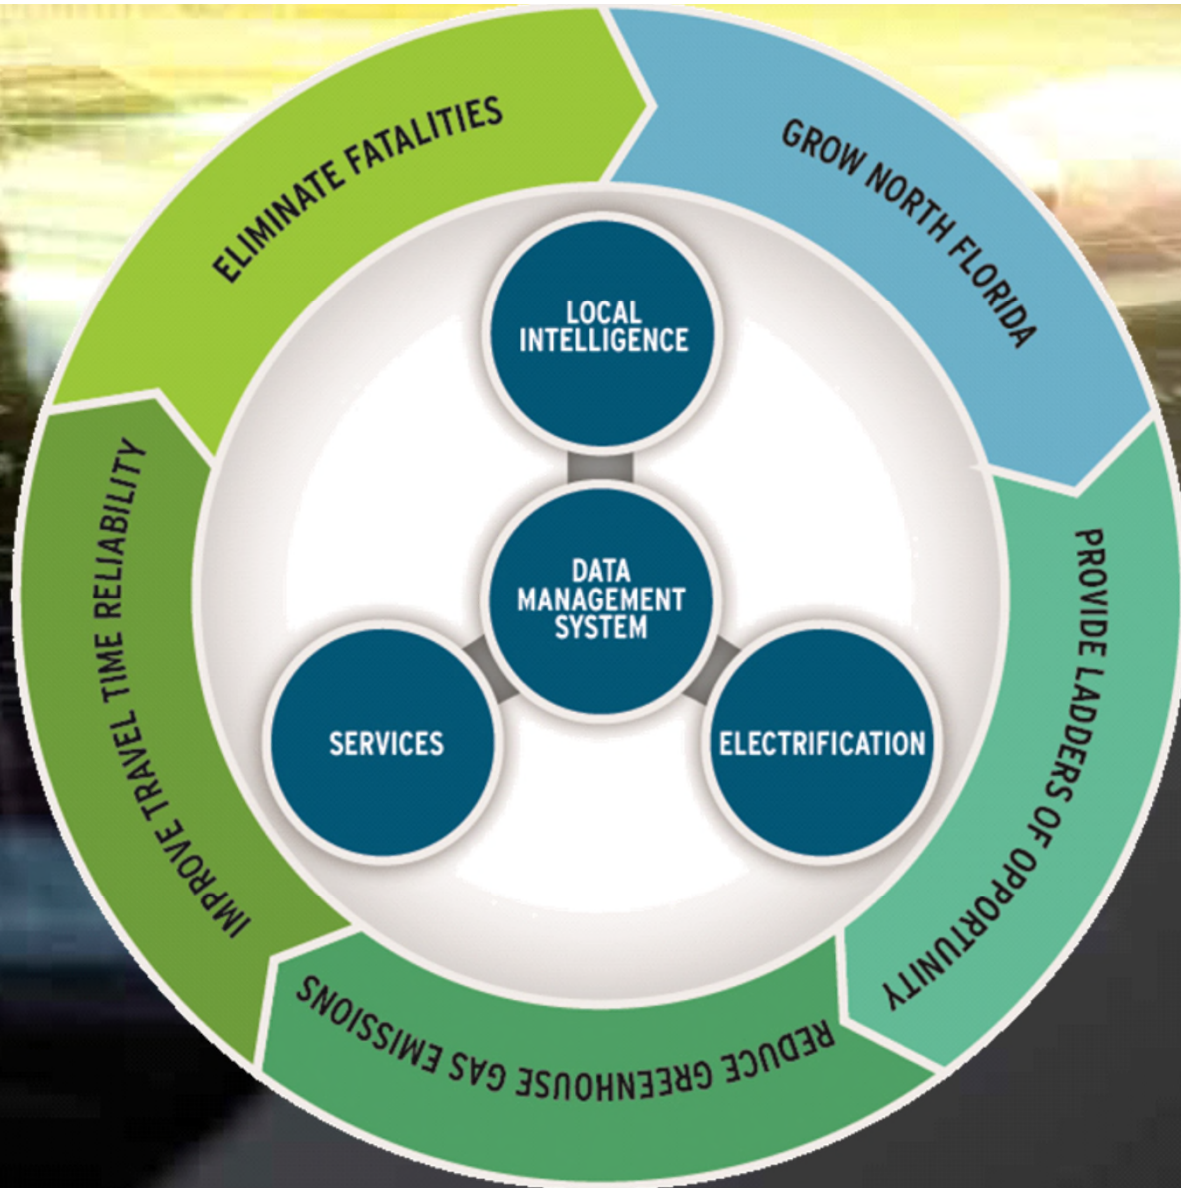 ELIMINATE FATALITIES
GROW NORTH FLORIDA
PROVIDE LADDERS OF OPPORTUNITY
REDUCE GREENHOUSE GAS EMISSIONS
IMPROVE TRAVEL TIME RELIABILITY
LOCAL
INTELLIGENCE
DATA
MANAGEMENT
SYSTEM
SERVICES
ELECTRIFICATION